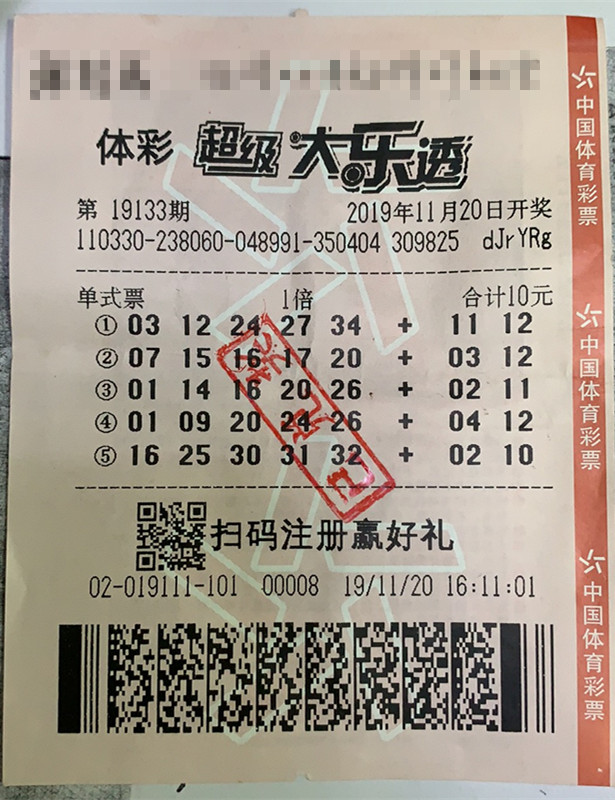 体彩 超级大乐透
第 19133期 2019年11月20日开奖
110330-238060-048991-350404 309825 dJrYRg
单式票 1倍 合计10元
① 03 12 24 27 34 + 11 12
② 07 15 16 17 20 + 03 12
③ 01 14 16 20 26 + 02 11
④ 01 09 20 24 26 + 04 12
⑤ 16 25 30 31 32 + 02 10
已兑奖
扫码注册赢好礼
02-019111-101 00008 19/11/20 16:11:01
中国体育彩票
中国体育彩票
中国体育彩票